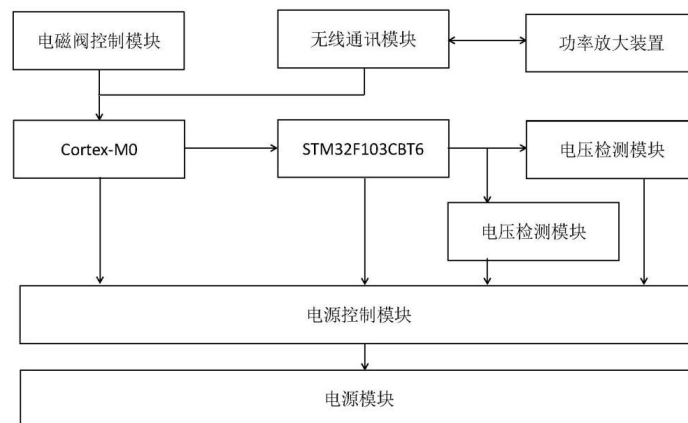 电磁阀控制模块
无线通讯模块
功率放大装置
Cortex-M0
STM32F103CBT6
电压检测模块
电压检测模块
电源控制模块
电源模块